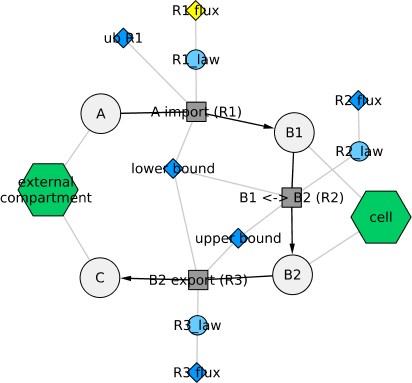 R1 flux
ub R1
R1_law
A
A import (R1)
R2 flux
B1
R2_law
lower bound
external
compartment
B1 <-> B2 (R2)
cell
upper bound
C
B2 export (R3)
B2
R3_law
R3 flux